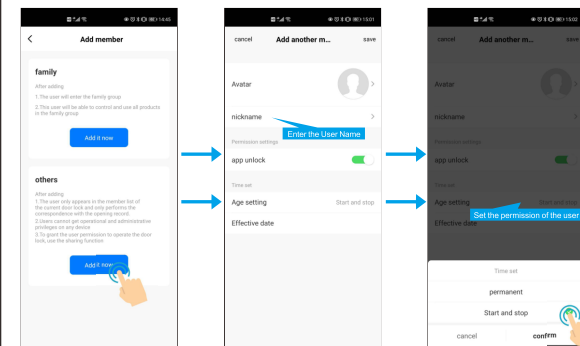 14:45
Add member
family
After adding
1.The user will enter the family group
2.This user will be able to control and use all products
in the family group
Add it now
others
After adding
1.The user only appears in the member list of
the current door lock and only performs the
correspondence with the opening record.
2.Users cannot get operational and administrative
privileges on any device
3.To grant the user permission to operate the door
lock, use the sharing function
Add it now
15:01
cancel
Add another m...
save
Avatar
nickname
Enter the User Name
Permission settings
app unlock
Time set
Age setting
Start and stop
Effective date
15:02
cancel
Add another m...
save
Avatar
nickname
Permission settings
app unlock
Time set
Age setting
Start and stop
Set the permission of the user
Effective date
Time set
permanent
Start and stop
cancel
confirm